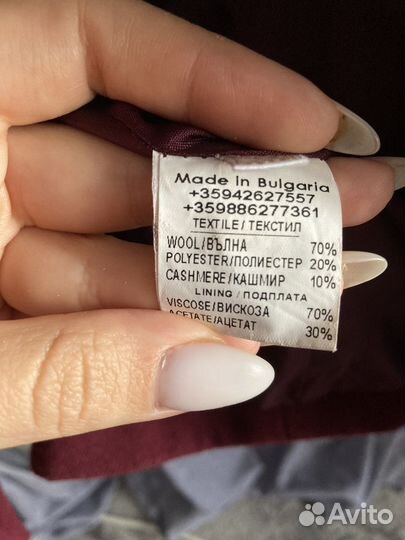 Made in Bulgaria
+35942627557
+359886277361
TEXTILE / ТЕКСТИЛ
WOOL/ВЪЛНА 70%
POLYESTER/ПОЛИЕСТЕР 20%
CASHMERE/КАШМИР 10%
LINING / ПОДПЛАТА
VISCOSE/ВИСКОЗА 70%
ACETATE/АЦЕТАТ 30%
Avito